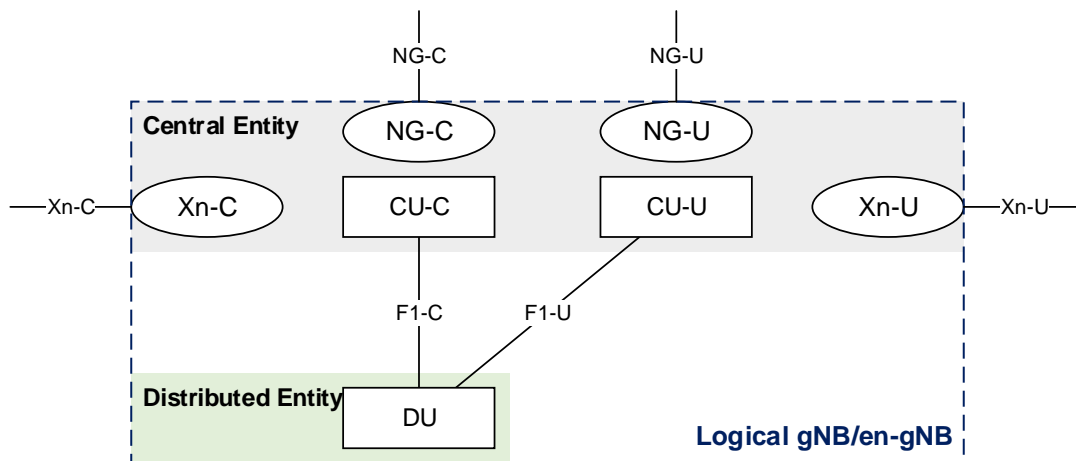 NG-C
NG-U
Central Entity
NG-C
NG-U
Xn-C
Xn-C
CU-C
CU-U
Xn-U
Xn-U
F1-C
F1-U
Distributed Entity
DU
Logical gNB/en-gNB